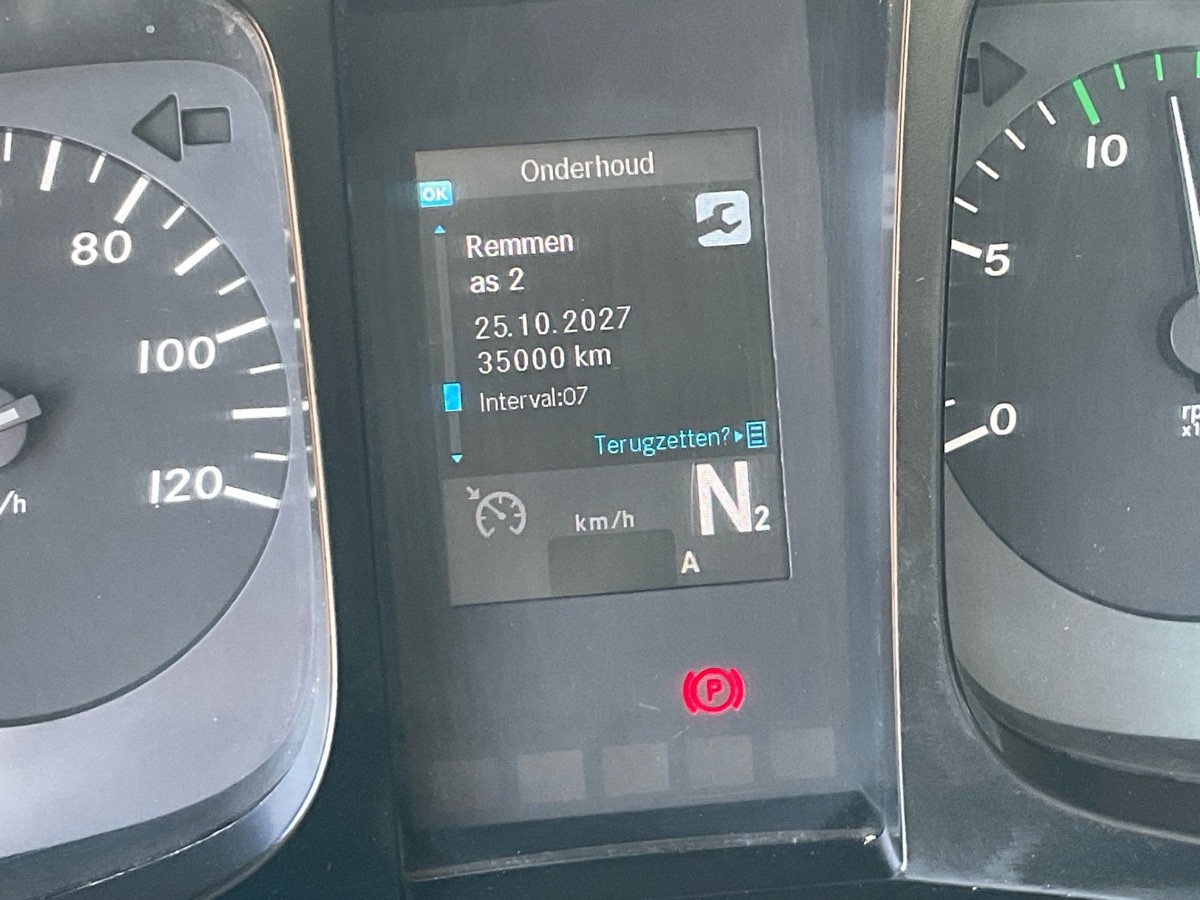 Onderhoud
OK
Remmen
as 2
25.10.2027
35000 km
Interval:07
Terugzetten?
km/h
N2
A
P
80
100
120
/h
10
5
0